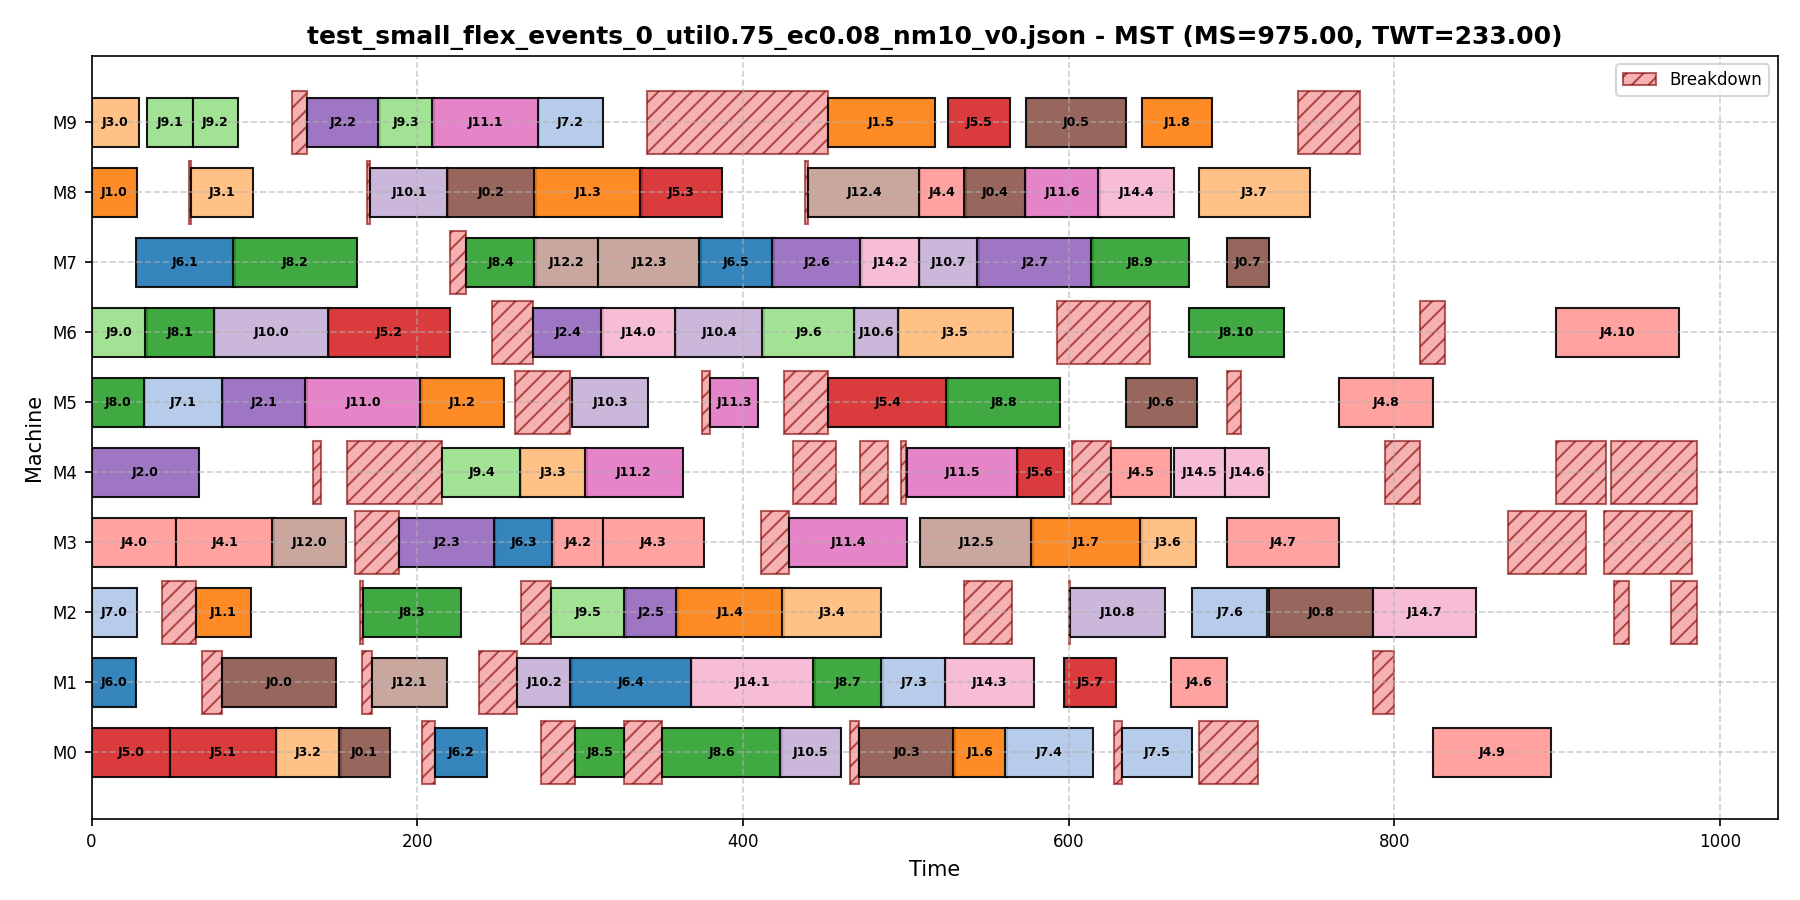 test_small_flex_events_0_util0.75_ec0.08_nm10_v0.json - MST (MS=975.00, TWT=233.00)
Breakdown
M9 J3.0 J9.1 J9.2 J2.2 J9.3 J11.1 J7.2 J1.5 J5.5 J0.5 J1.8
M8 J1.0 J3.1 J10.1 J0.2 J1.3 J5.3 J12.4 J4.4 J0.4 J11.6 J14.4 J3.7
M7 J6.1 J8.2 J8.4 J12.2 J12.3 J6.5 J2.6 J14.2 J10.7 J2.7 J8.9 J0.7
M6 J9.0 J8.1 J10.0 J5.2 J2.4 J14.0 J10.4 J9.6 J10.6 J3.5 J8.10 J4.10
M5 J8.0 J7.1 J2.1 J11.0 J1.2 J10.3 J11.3 J5.4 J8.8 J0.6 J4.8
M4 J2.0 J9.4 J3.3 J11.2 J11.5 J5.6 J4.5 J14.5 J14.6
M3 J4.0 J4.1 J12.0 J2.3 J6.3 J4.2 J4.3 J11.4 J12.5 J1.7 J3.6 J4.7
M2 J7.0 J1.1 J8.3 J9.5 J2.5 J1.4 J3.4 J10.8 J7.6 J0.8 J14.7
M1 J6.0 J0.0 J12.1 J10.2 J6.4 J14.1 J8.7 J7.3 J14.3 J5.7 J4.6
M0 J5.0 J5.1 J3.2 J0.1 J6.2 J8.5 J8.6 J10.5 J0.3 J1.6 J7.4 J7.5 J4.9
Machine
0 200 400 600 800 1000
Time